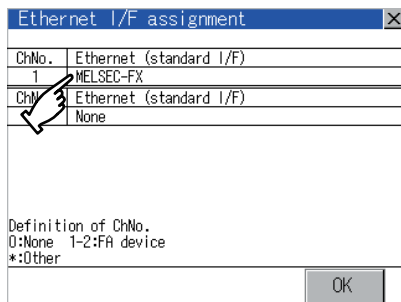 Ethernet I/F assignment
ChNo. Ethernet (standard I/F)
1 MELSEC-FX
Ethernet (standard I/F)
None
Definition of ChNo.
0:None 1-2:FA device
*:Other
OK